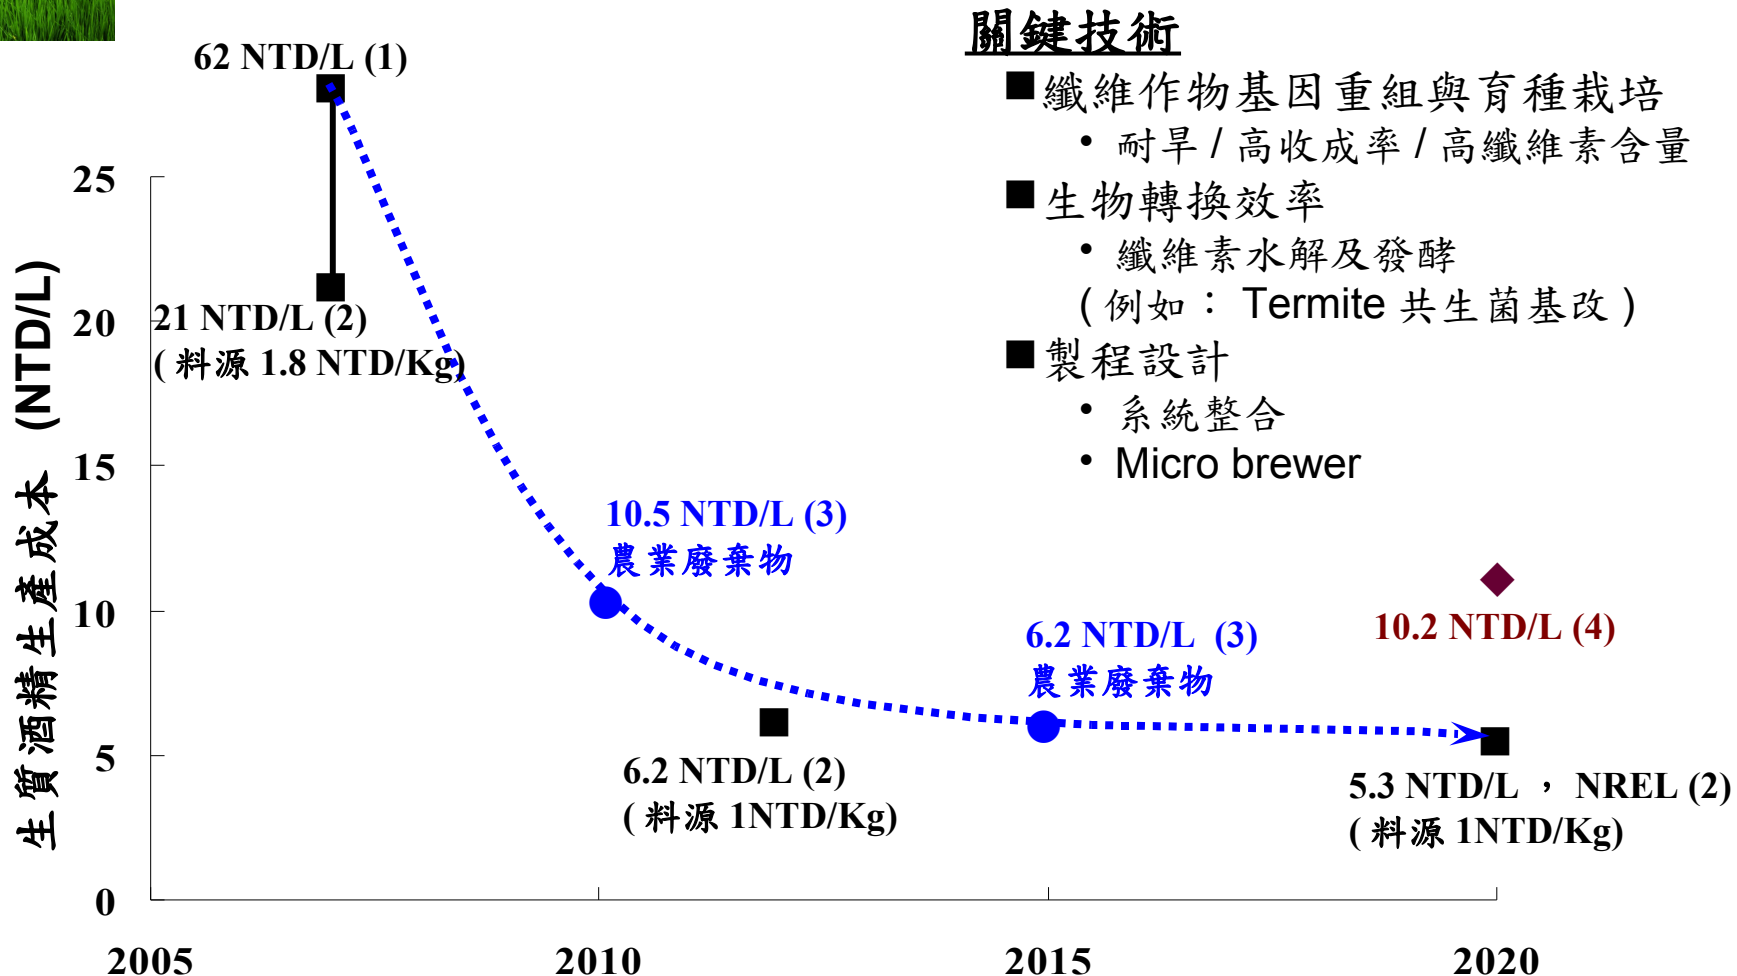 關鍵技術
■纖維作物基因重組與育種栽培
• 耐旱 / 高收成率 / 高纖維素含量
■生物轉換效率
• 纖維素水解及發酵
( 例如： Termite 共生菌基改 )
■製程設計
• 系統整合
• Micro brewer
生質酒精生產成本 (NTD/L)
25
20
15
10
5
0
2005
2010
2015
2020
62 NTD/L (1)
21 NTD/L (2)
( 料源 1.8 NTD/Kg)
10.5 NTD/L (3)
農業廢棄物
6.2 NTD/L (2)
( 料源 1NTD/Kg)
6.2 NTD/L (3)
農業廢棄物
10.2 NTD/L (4)
5.3 NTD/L ， NREL (2)
( 料源 1NTD/Kg)